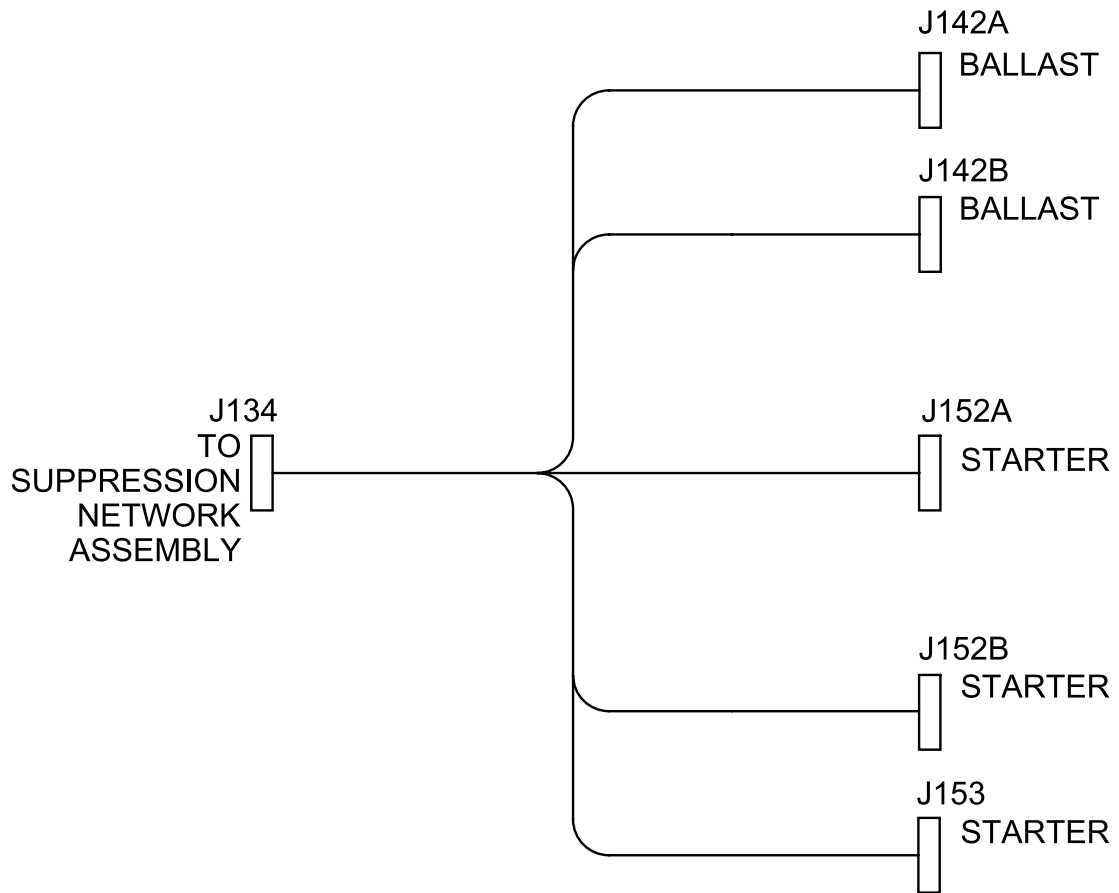 J142A
BALLAST
J142B
BALLAST
J134
TO
SUPPRESSION
NETWORK
ASSEMBLY
J152A
STARTER
J152B
STARTER
J153
STARTER